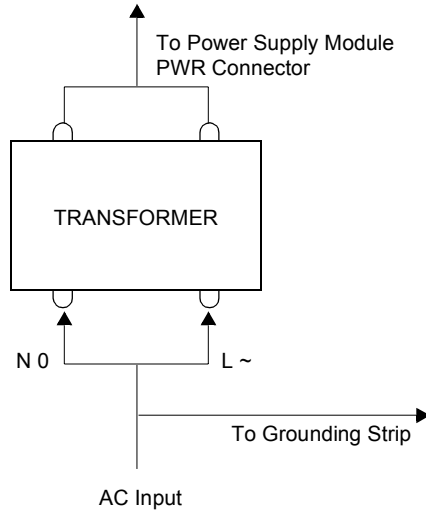 To Power Supply Module
PWR Connector
TRANSFORMER
N 0
L ~
To Grounding Strip
AC Input